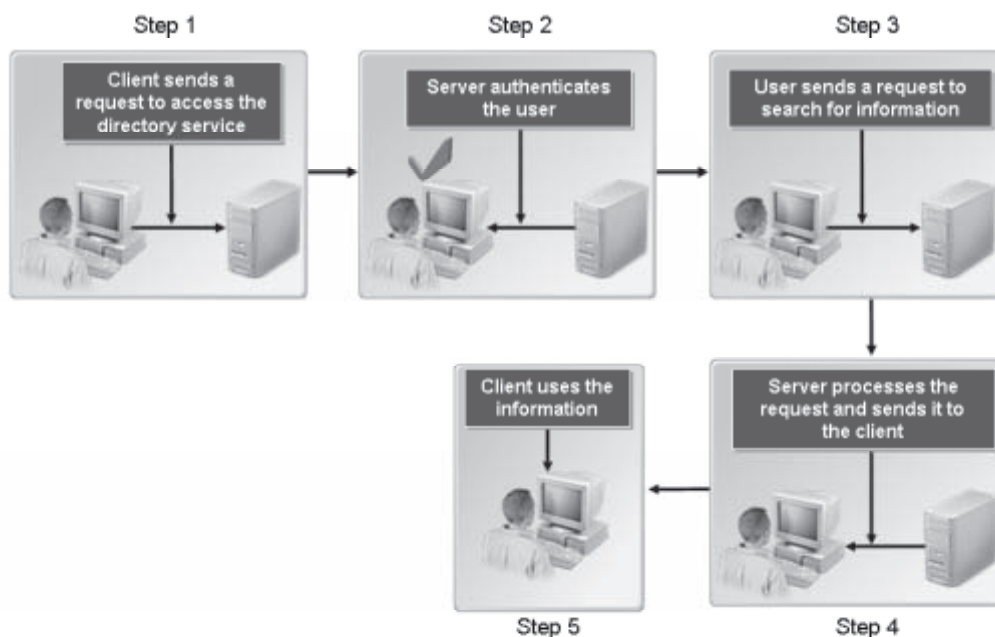 Step 1
Client sends a
request to access the
directory service
Step 2
Server authenticates
the user
Step 3
User sends a request to
search for information
Server processes the
request and sends it to
the client
Step 4
Client uses the
information
Step 5